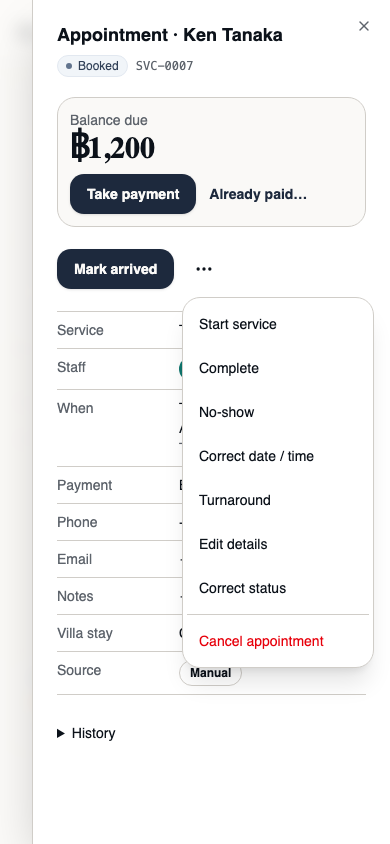 Appointment · Ken Tanaka
Booked SVC-0007
Balance due
฿1,200
Take payment Already paid…
Mark arrived
Start service
Service
Complete
Staff
No-show
When
Correct date / time
Payment
Turnaround
Phone
Edit details
Email
Correct status
Notes
Villa stay
Cancel appointment
Source
Manual
History